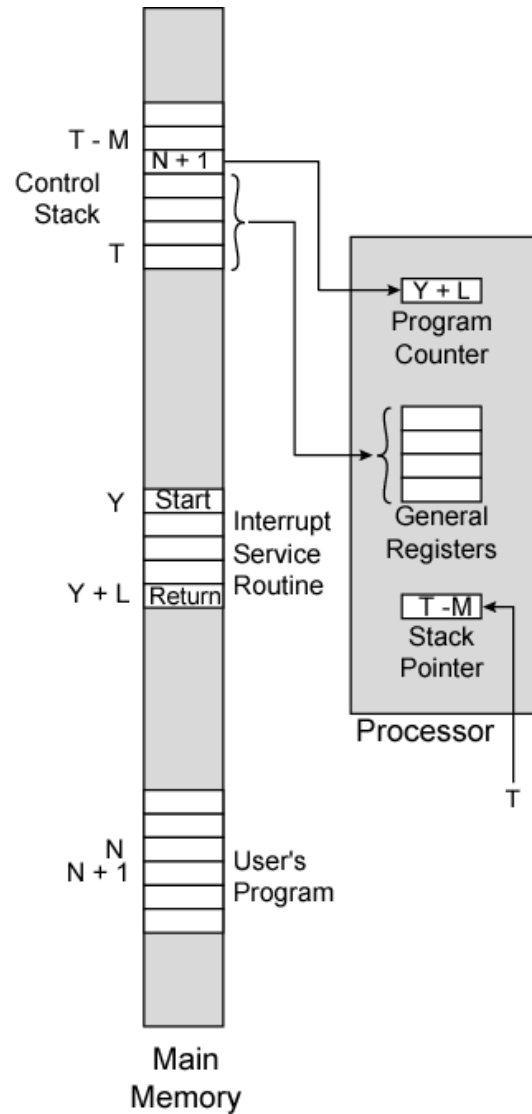 T - M
N + 1
Control
Stack
T
Y + L
Program
Counter
Y
Start
Interrupt
Service
Routine
General
Registers
Y + L
Return
T -M
Stack
Pointer
Processor
T
N
N + 1
User's
Program
Main
Memory